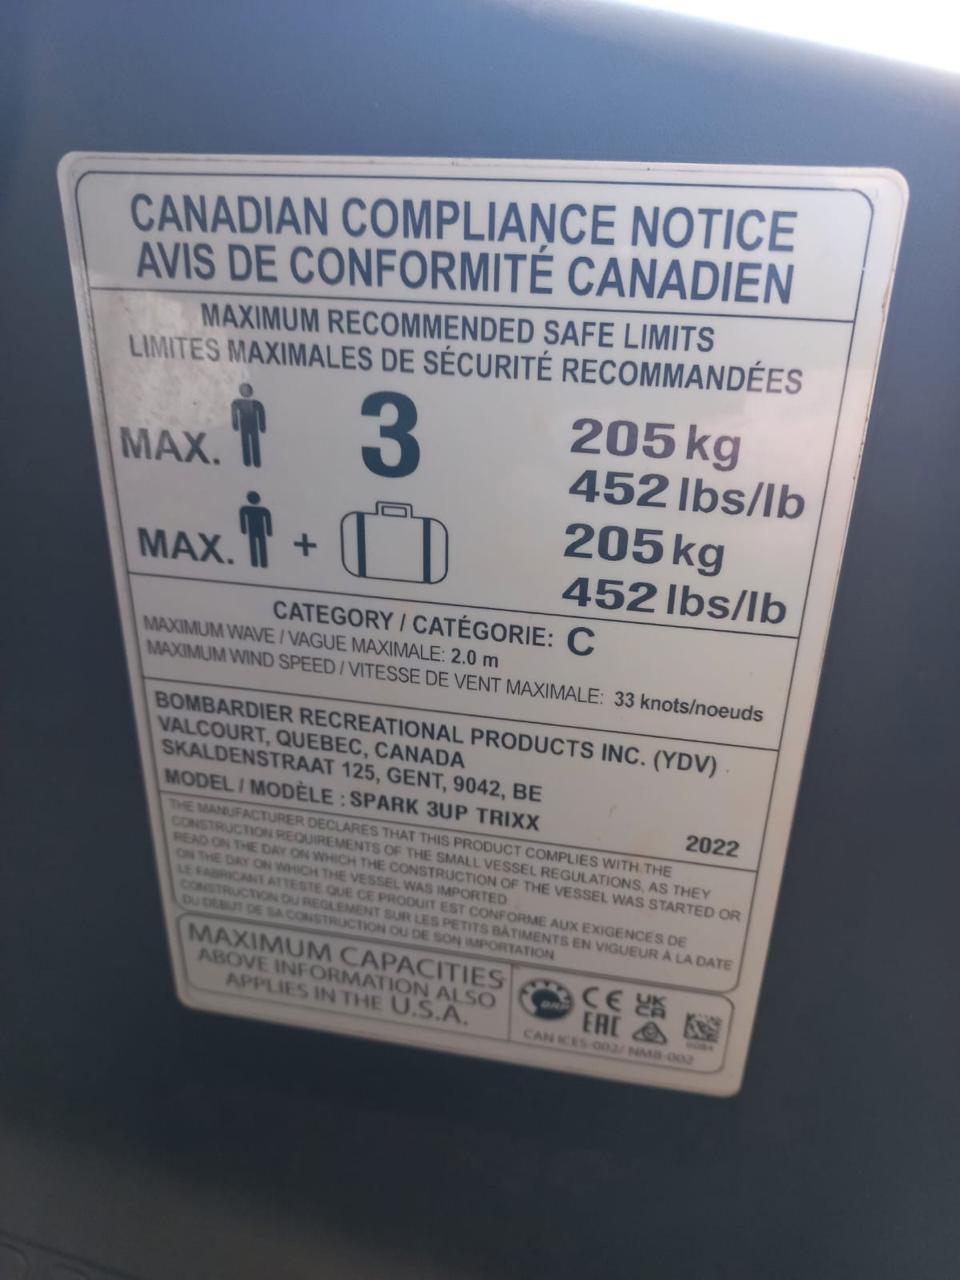 CANADIAN COMPLIANCE NOTICE
AVIS DE CONFORMITÉ CANADIEN
MAXIMUM RECOMMENDED SAFE LIMITS
LIMITES MAXIMALES DE SÉCURITÉ RECOMMANDÉES
MAX. 3 205 kg
452 lbs/lb
MAX. + 205 kg
452 lbs/lb
CATEGORY / CATÉGORIE: C
MAXIMUM WAVE / VAGUE MAXIMALE: 2.0 m
MAXIMUM WIND SPEED / VITESSE DE VENT MAXIMALE: 33 knots/noeuds
BOMBARDIER RECREATIONAL PRODUCTS INC. (YDV)
VALCOURT, QUEBEC, CANADA
SKALDENSTRAAT 125, GENT, 9042, BE
MODEL / MODÈLE : SPARK 3UP TRIXX 2022
THE MANUFACTURER DECLARES THAT THIS PRODUCT COMPLIES WITH THE
CONSTRUCTION REQUIREMENTS OF THE SMALL VESSEL REGULATIONS, AS THEY
READ ON THE DAY ON WHICH THE CONSTRUCTION OF THE VESSEL WAS STARTED OR
ON THE DAY ON WHICH THE VESSEL WAS IMPORTED
LE FABRICANT ATTESTE QUE CE PRODUIT EST CONFORME AUX EXIGENCES DE
CONSTRUCTION DU REGLEMENT SUR LES PETITS BÂTIMENTS EN VIGUEUR À LA DATE
DU DÉBUT DE SA CONSTRUCTION OU DE SON IMPORTATION
MAXIMUM CAPACITIES
ABOVE INFORMATION ALSO
APPLIES IN THE U.S.A.
BRP CE UK CA
EAC
CAN ICES-002/ NMB-002